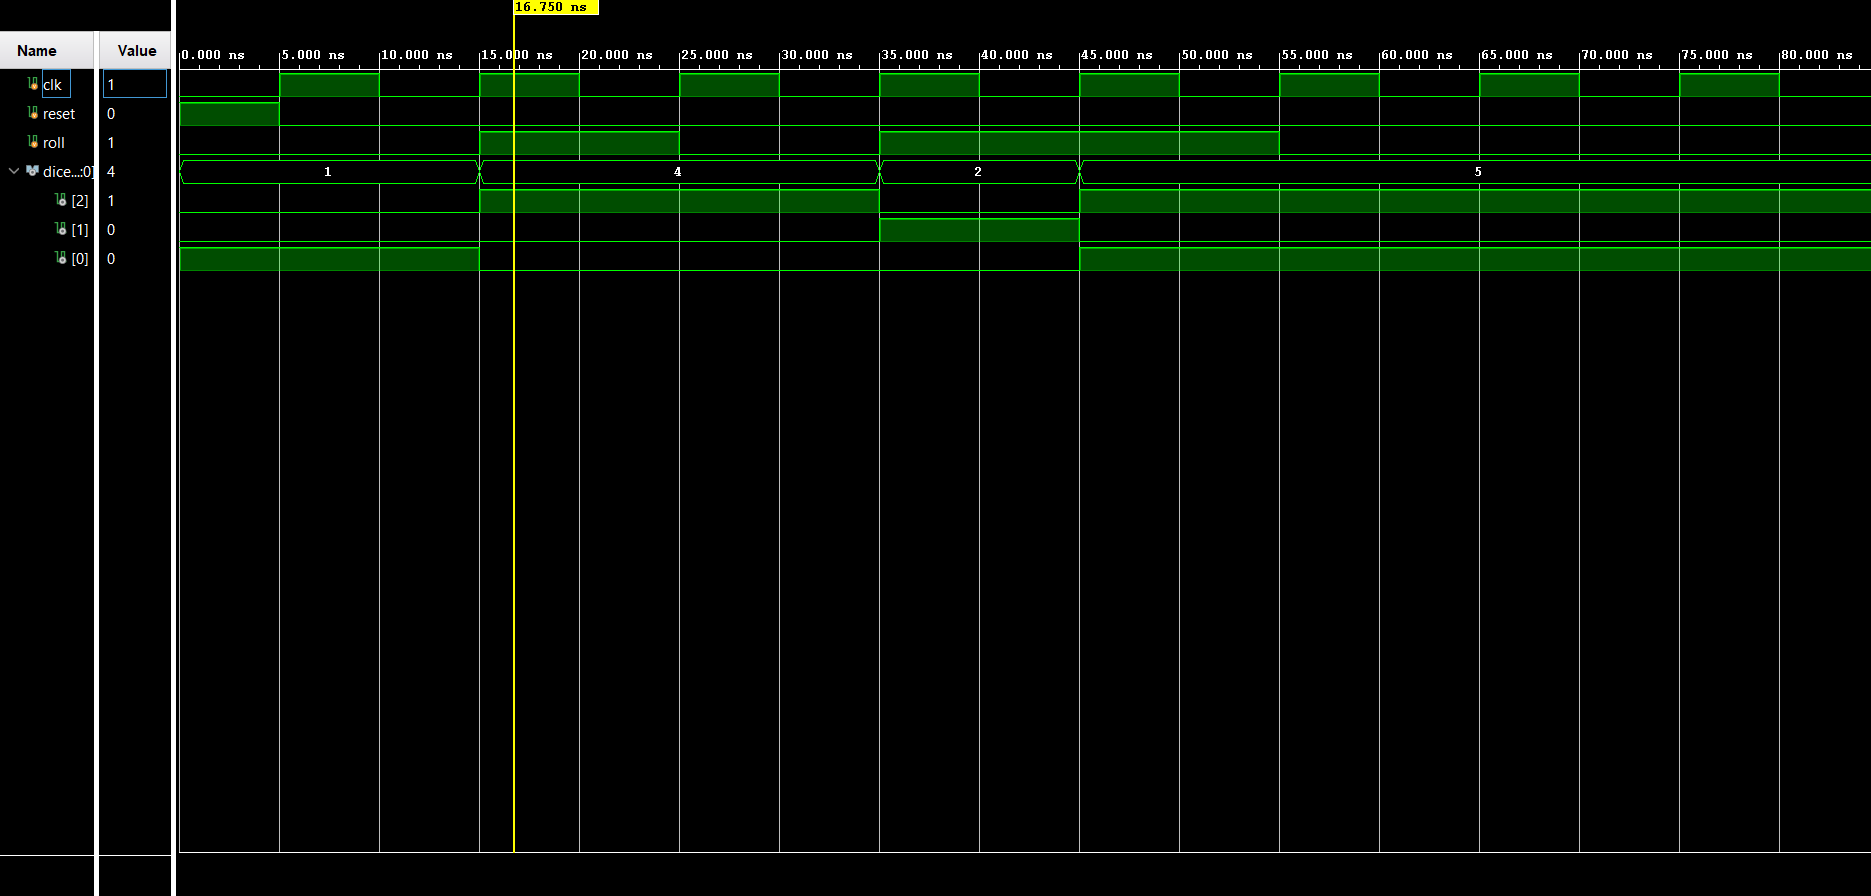 16.750 ns
Name Value
0.000 ns 5.000 ns 10.000 ns 15.000 ns 20.000 ns 25.000 ns 30.000 ns 35.000 ns 40.000 ns 45.000 ns 50.000 ns 55.000 ns 60.000 ns 65.000 ns 70.000 ns 75.000 ns 80.000 ns
clk 1
reset 0
roll 1
dice...:0] 4 1 4 2 5
[2] 1
[1] 0
[0] 0